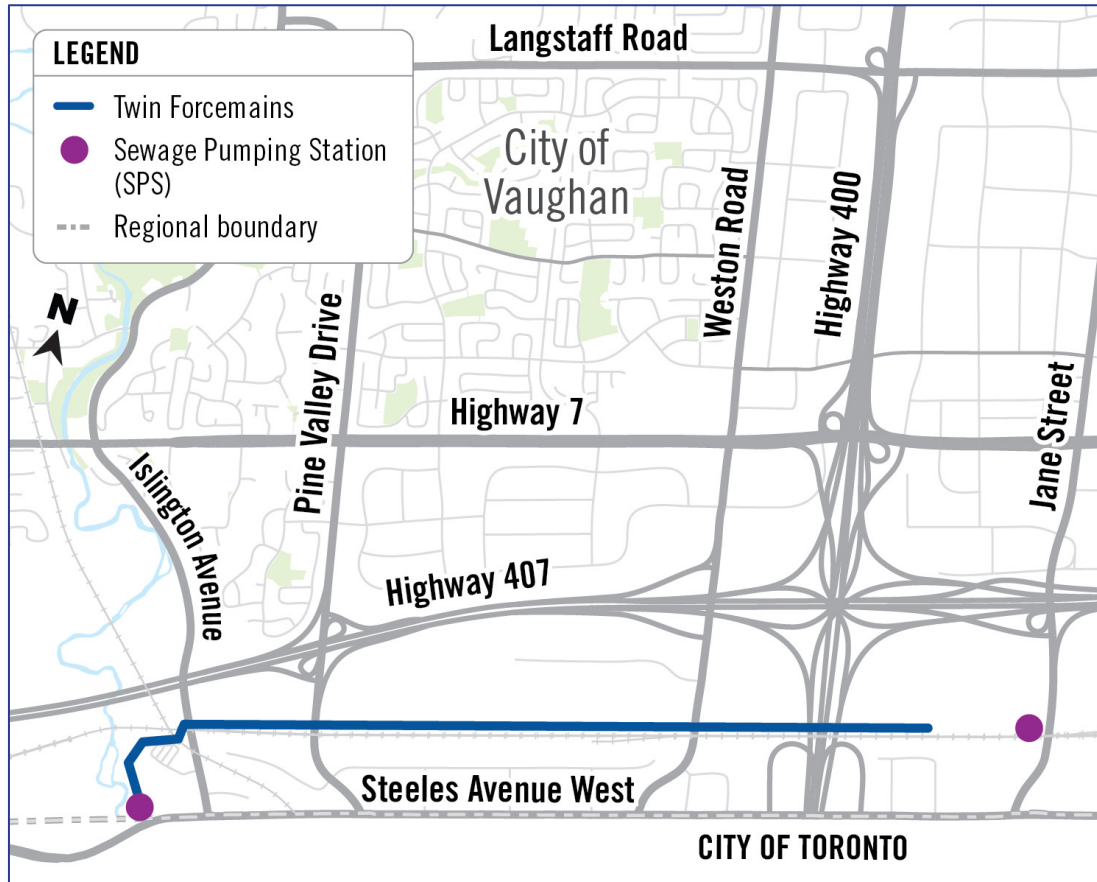 LEGEND
Twin Forcemains
Sewage Pumping Station
(SPS)
Regional boundary
Langstaff Road
City of
Vaughan
N
Pine Valley Drive
Weston Road
Highway 400
Highway 7
Jane Street
Islington Avenue
Highway 407
Steeles Avenue West
CITY OF TORONTO